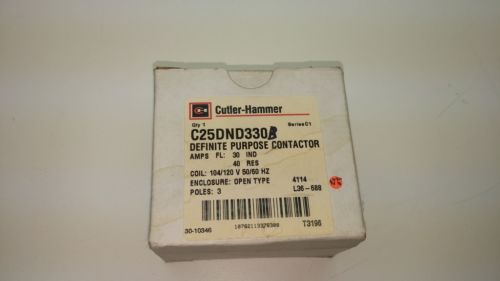 Cutler-Hammer
Qty 1 Series C1
C25DND330B
DEFINITE PURPOSE CONTACTOR
AMPS FL: 30 IND
40 RES
COIL: 104/120 V 50/60 HZ
ENCLOSURE: OPEN TYPE 4114
POLES: 3 L36-688
30-10346
T3196